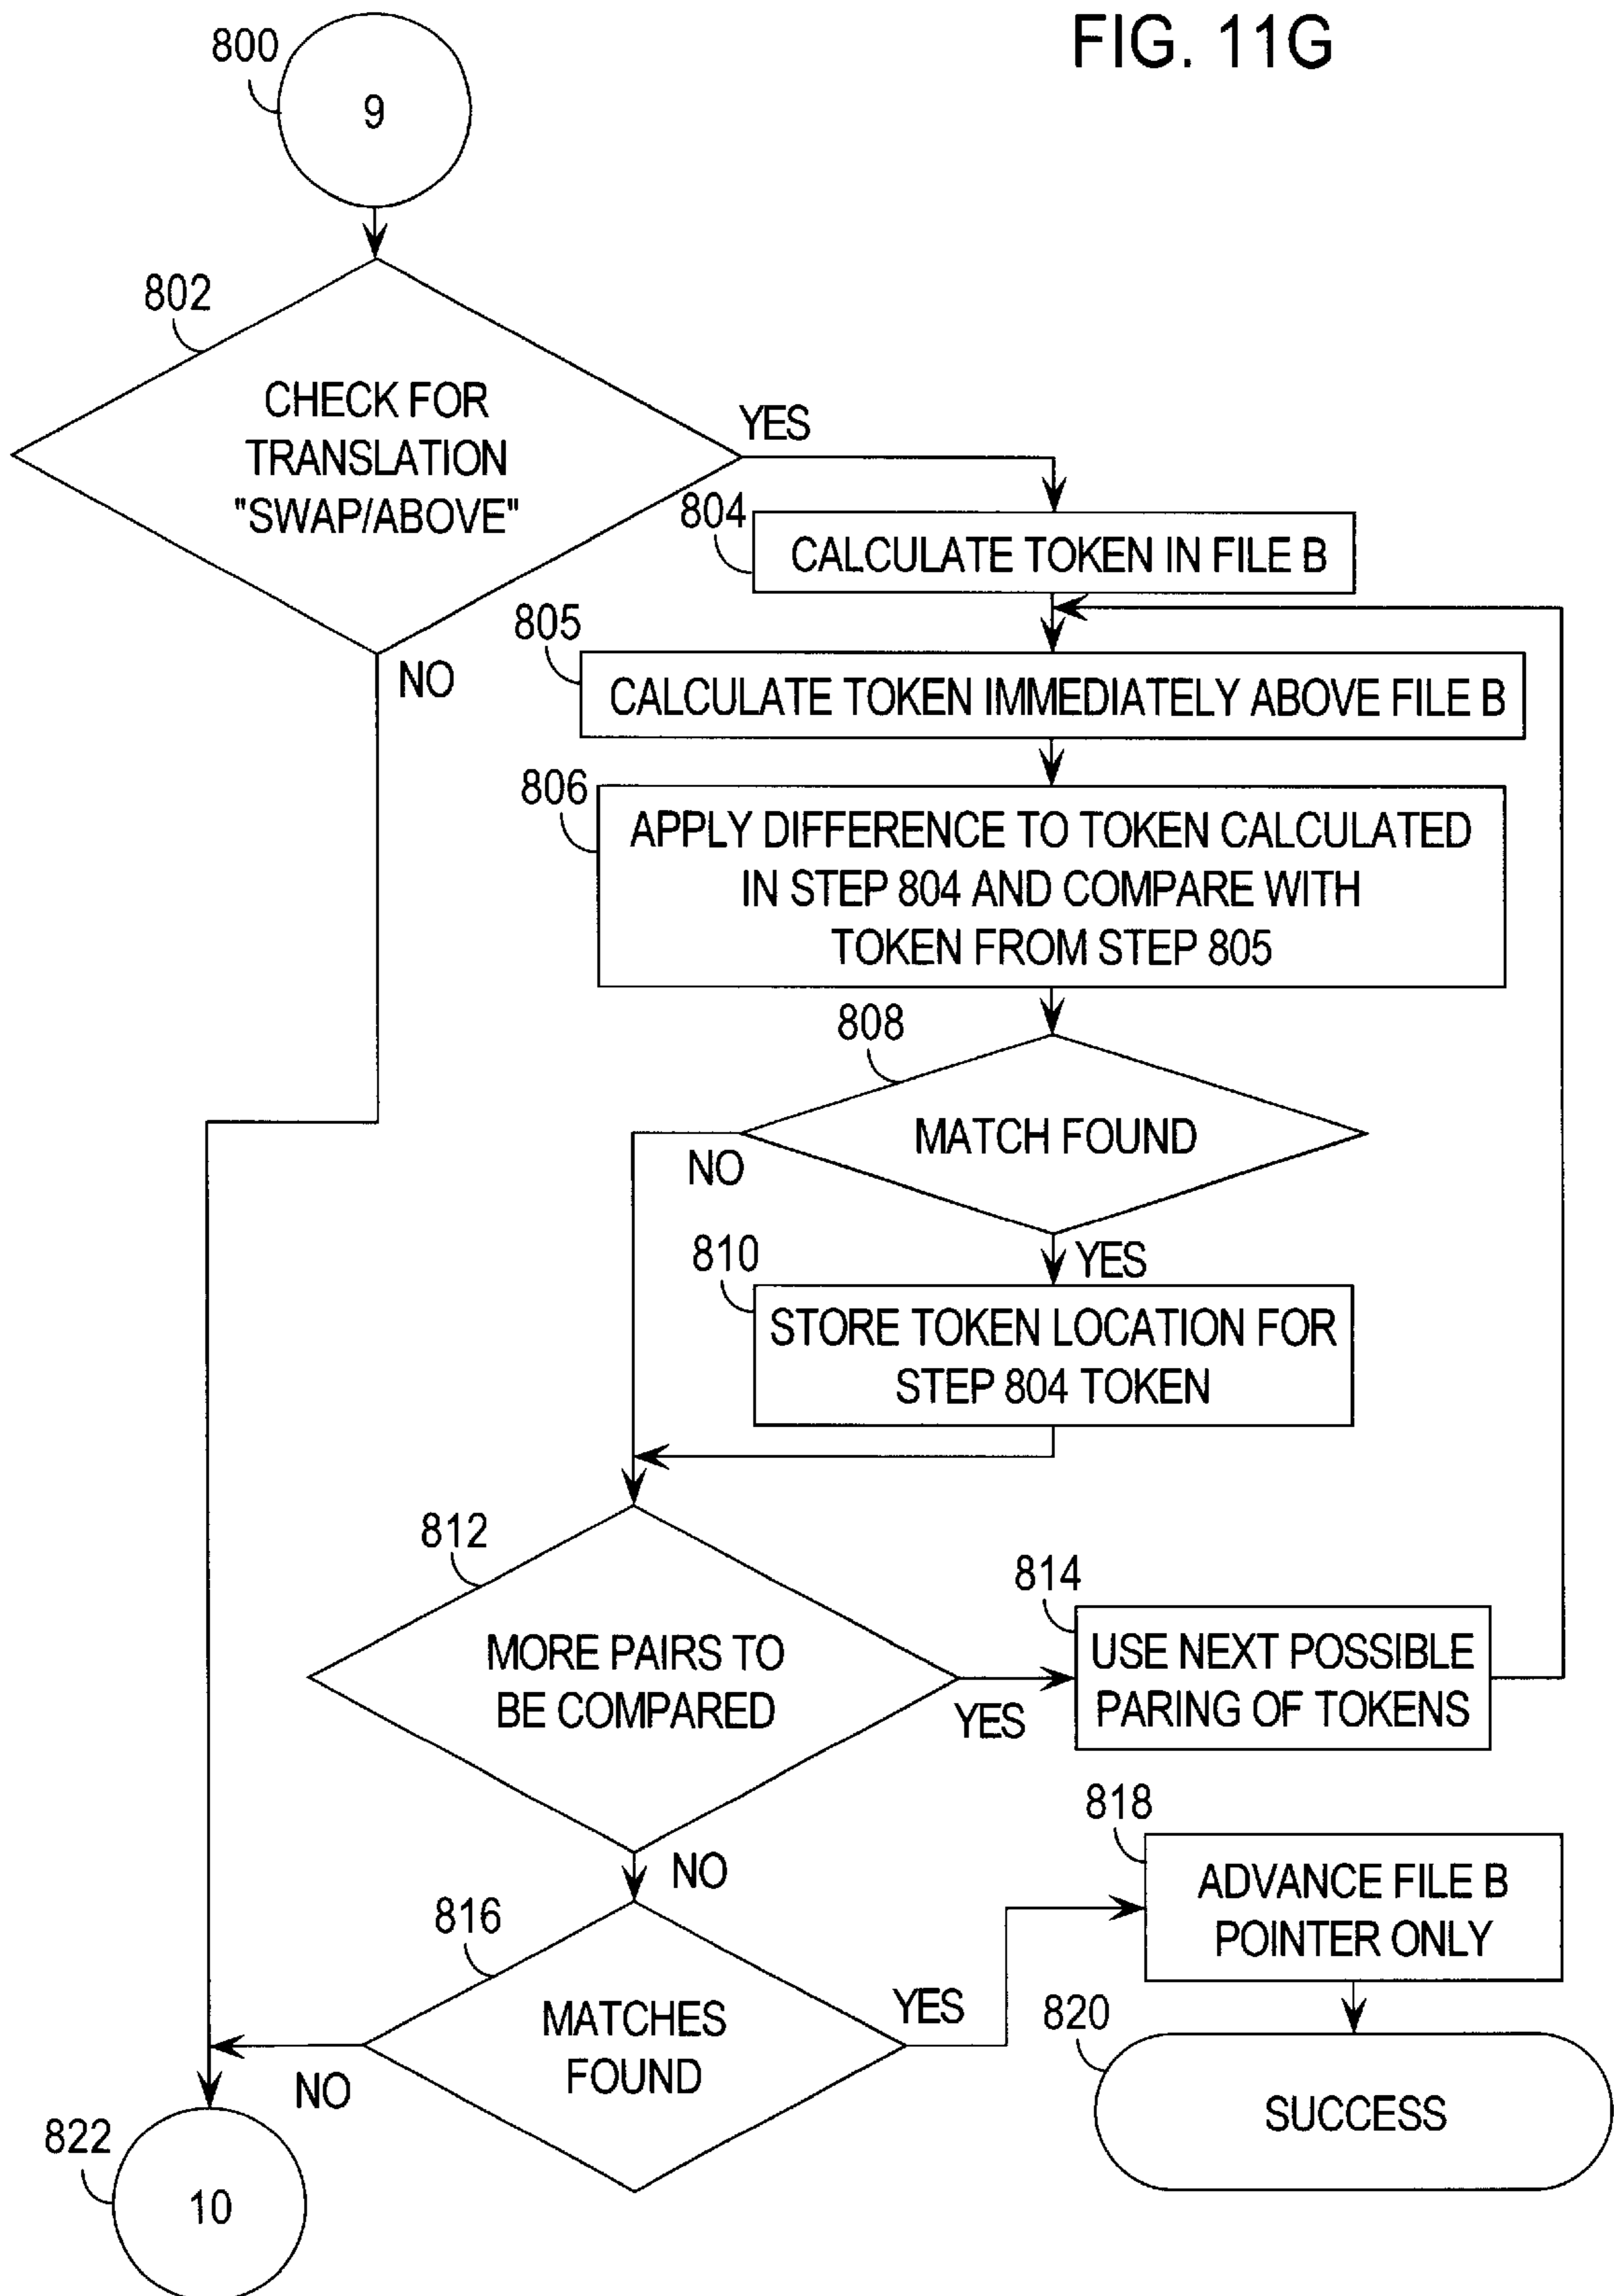 FIG. 11G
800
9
802
CHECK FOR
TRANSLATION
"SWAP/ABOVE"
YES
NO
804
CALCULATE TOKEN IN FILE B
805
CALCULATE TOKEN IMMEDIATELY ABOVE FILE B
806
APPLY DIFFERENCE TO TOKEN CALCULATED
IN STEP 804 AND COMPARE WITH
TOKEN FROM STEP 805
808
MATCH FOUND
NO
YES
810
STORE TOKEN LOCATION FOR
STEP 804 TOKEN
812
MORE PAIRS TO
BE COMPARED
YES
NO
814
USE NEXT POSSIBLE
PARING OF TOKENS
816
MATCHES
FOUND
YES
NO
818
ADVANCE FILE B
POINTER ONLY
820
SUCCESS
822
10